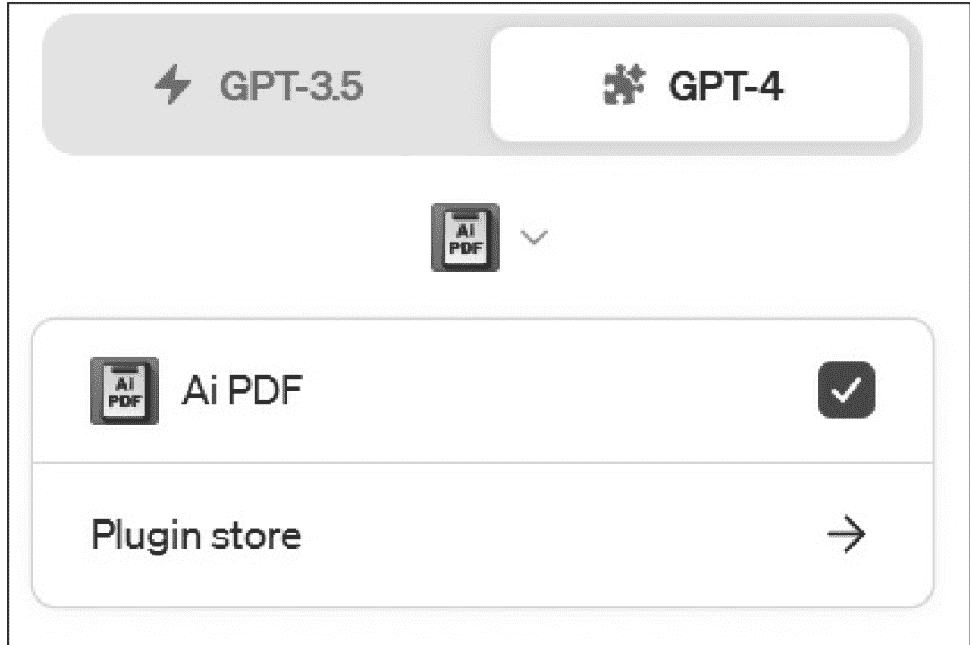 GPT-3.5
GPT-4
AI
PDF
AI
PDF
Ai PDF
Plugin store